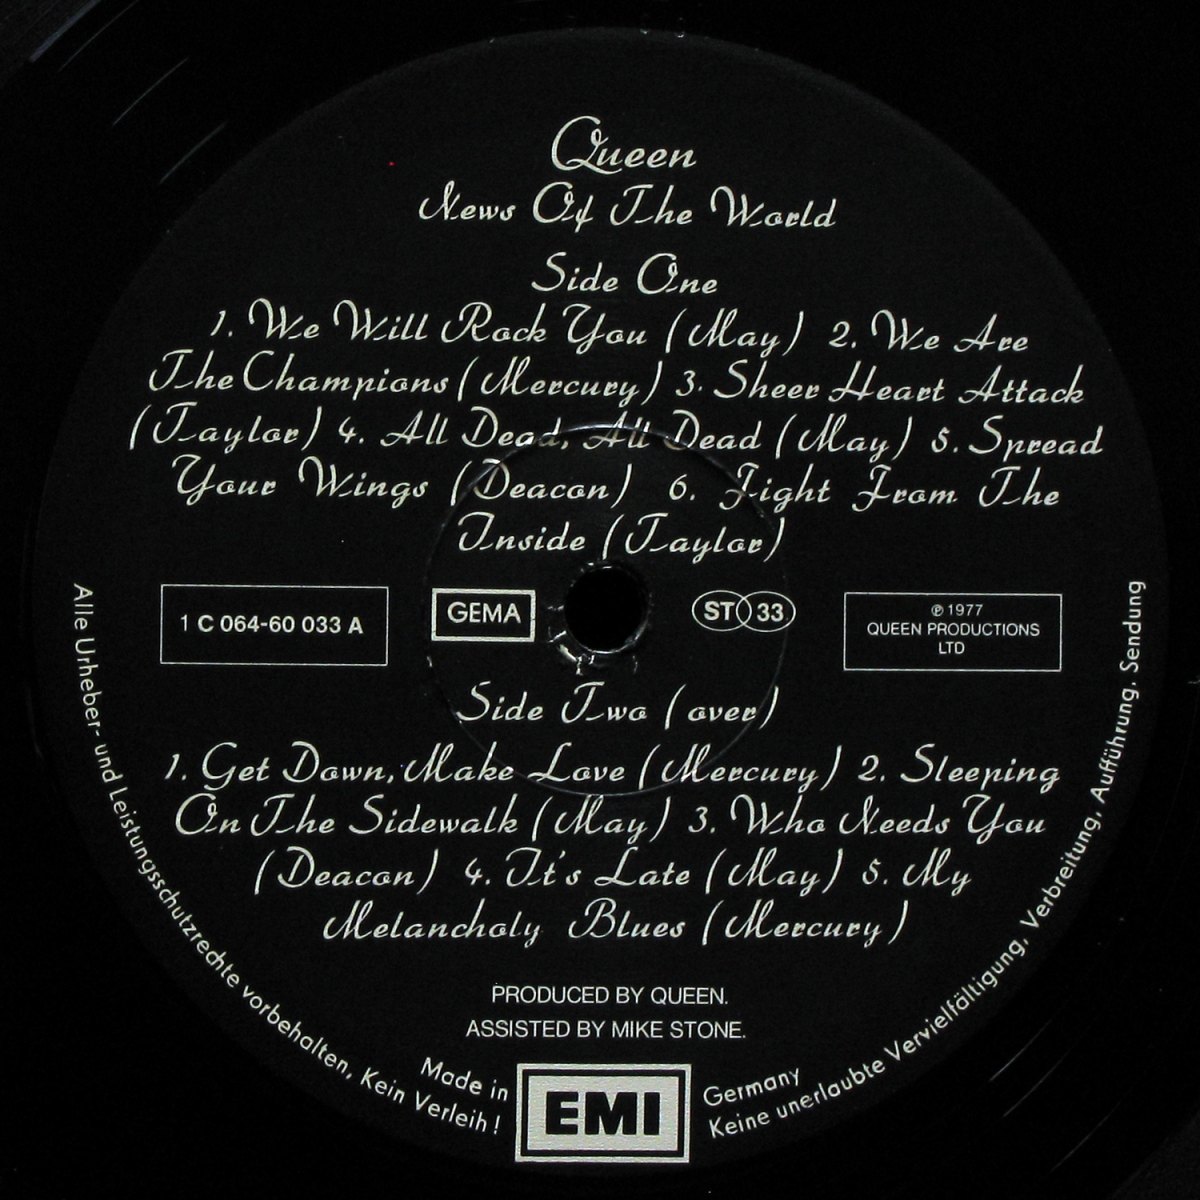 Queen
News Of The World
Side One
1. We Will Rock You (May) 2. We Are
The Champions (Mercury) 3. Sheer Heart Attack
(Taylor) 4. All Dead, All Dead (May) 5. Spread
Your Wings (Deacon) 6. Fight From The
Inside (Taylor)
1 C 064-60 033 A
GEMA
ST 33
℗ 1977
QUEEN PRODUCTIONS
LTD
Side Two (over)
1. Get Down, Make Love (Mercury) 2. Sleeping
On The Sidewalk (May) 3. Who Needs You
(Deacon) 4. It's Late (May) 5. My
Melancholy Blues (Mercury)
PRODUCED BY QUEEN.
ASSISTED BY MIKE STONE.
Made in Germany
EMI
Alle Urheber- und Leistungsschutzrechte vorbehalten, Kein Verleih! Keine unerlaubte Vervielfältigung, Verbreitung, Aufführung, Sendung